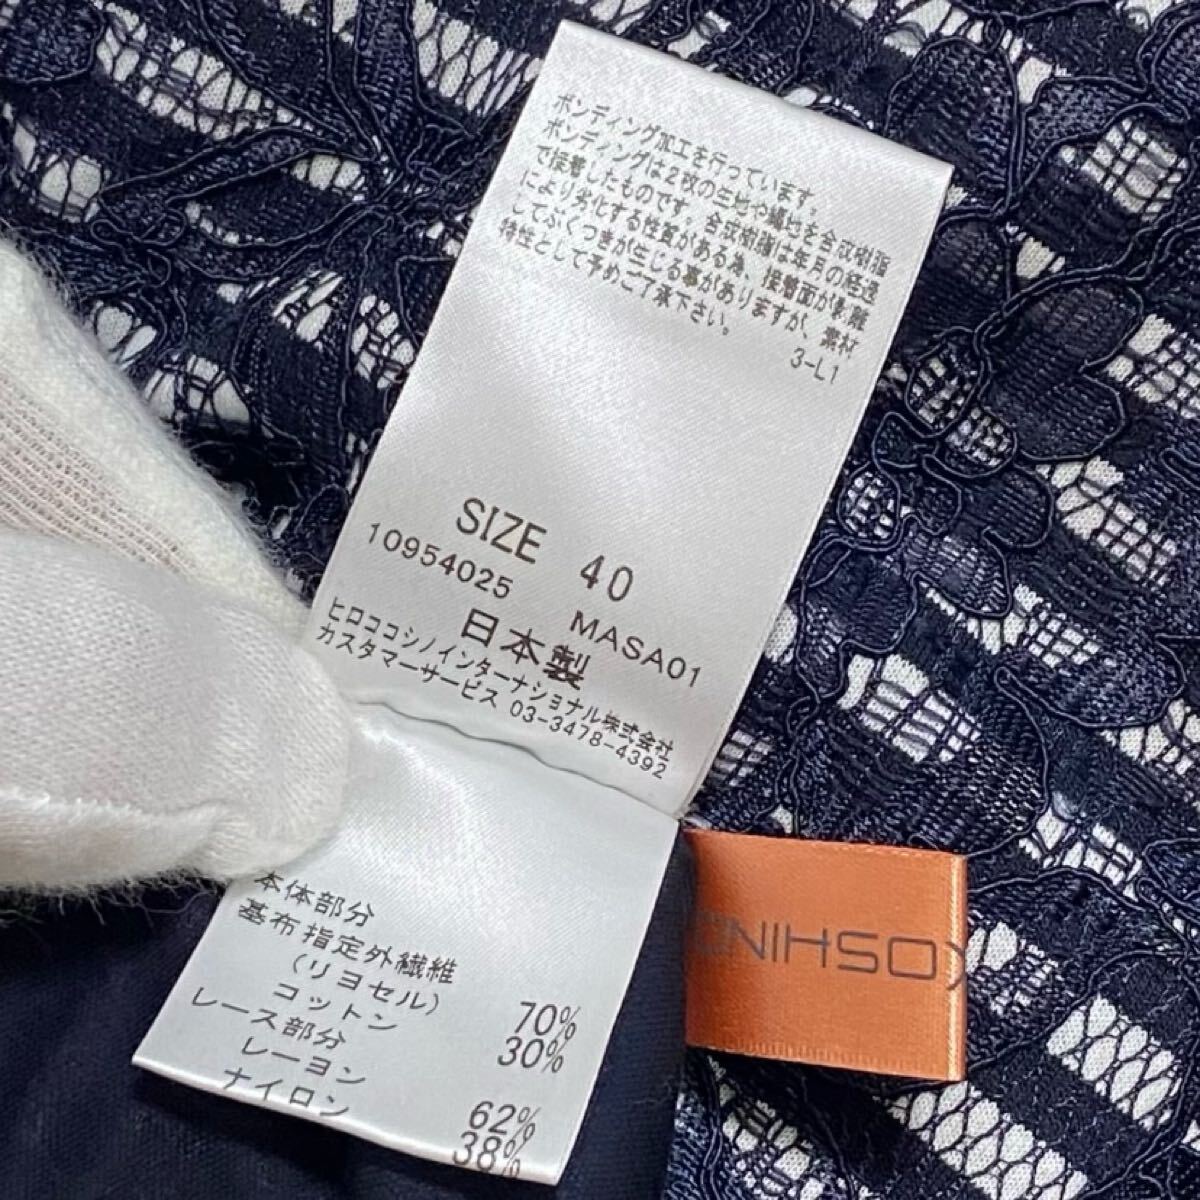 ボンディング加工を行っています。
ボンディングは2枚の生地や編地を合成樹脂
で接着したものです。合成樹脂は年月の経過
により劣化する性質がある為、接着面が剥離
してぶくつきが生じる事がありますが、素材
特性として予めご了承下さい。
3-L1
SIZE 40
10954025 MASA01
日本製
ヒロココシノインターナショナル株式会社
カスタマーサービス 03-3478-4392
本体部分
基布 指定外繊維
(リヨセル) 70%
コットン 30%
レース部分
レーヨン 62%
ナイロン 38%
KOSHINO